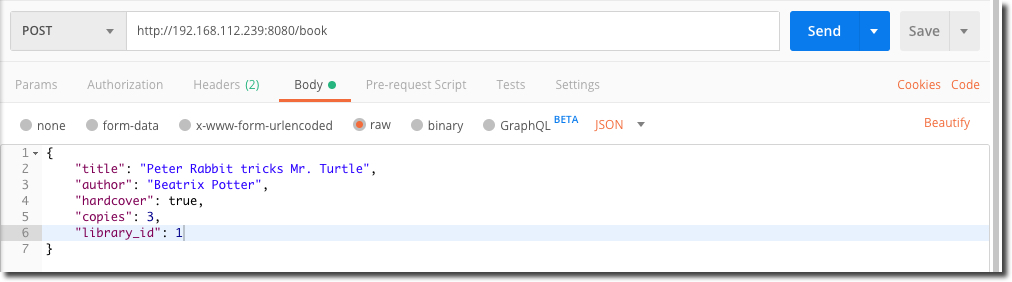 POST http://192.168.112.239:8080/book Send Save
Params Authorization Headers (2) Body Pre-request Script Tests Settings Cookies Code
none form-data x-www-form-urlencoded raw binary GraphQL BETA JSON Beautify
1 {
2 "title": "Peter Rabbit tricks Mr. Turtle",
3 "author": "Beatrix Potter",
4 "hardcover": true,
5 "copies": 3,
6 "library_id": 1
7 }